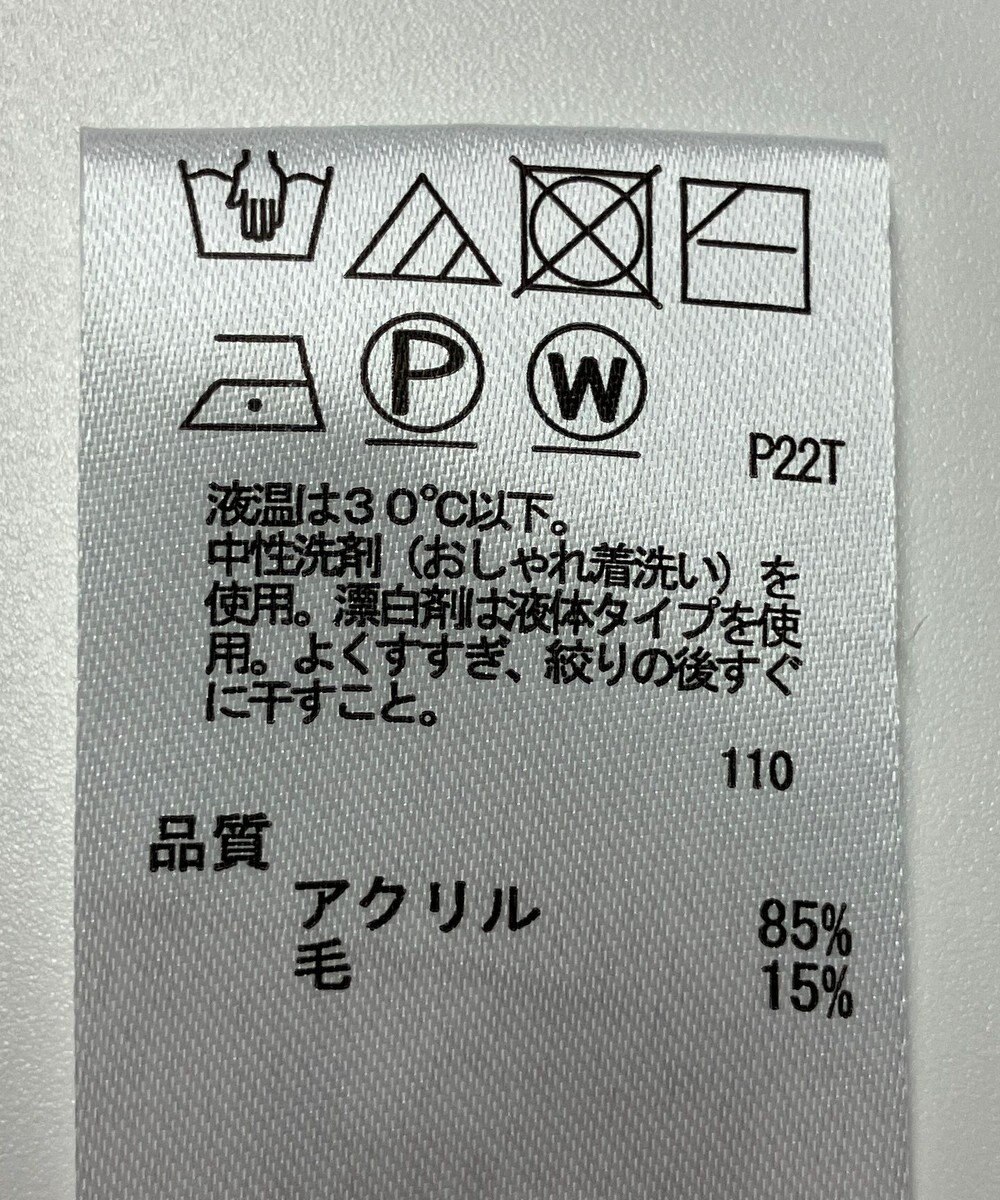 P W
P22T
液温は30℃以下。
中性洗剤（おしゃれ着洗い）を
使用。漂白剤は液体タイプを使
用。よくすすぎ、絞りの後すぐ
に干すこと。
110
品質
アクリル 85%
毛 15%